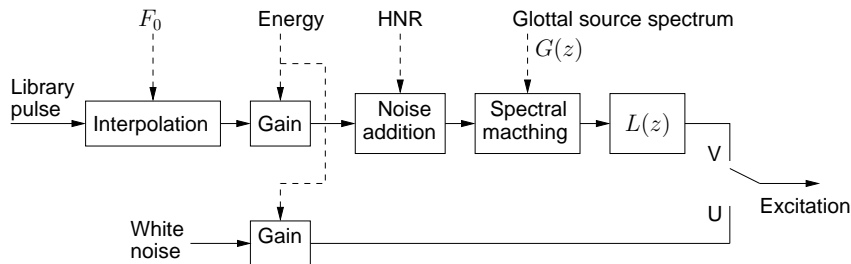 F₀
Energy
HNR
Glottal source spectrum
G(z)
Library
pulse
Interpolation
Gain
Noise
addition
Spectral
macthing
L(z)
V
U
Excitation
White
noise
Gain